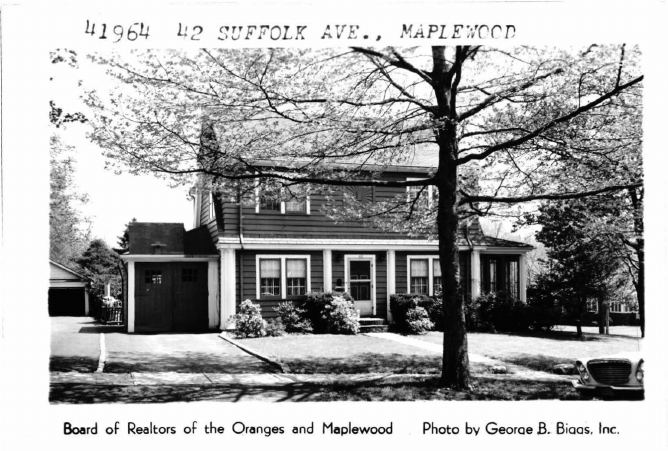 41964 42 SUFFOLK AVE., MAPLEWOOD
Board of Realtors of the Oranges and Maplewood Photo by George B. Biggs, Inc.